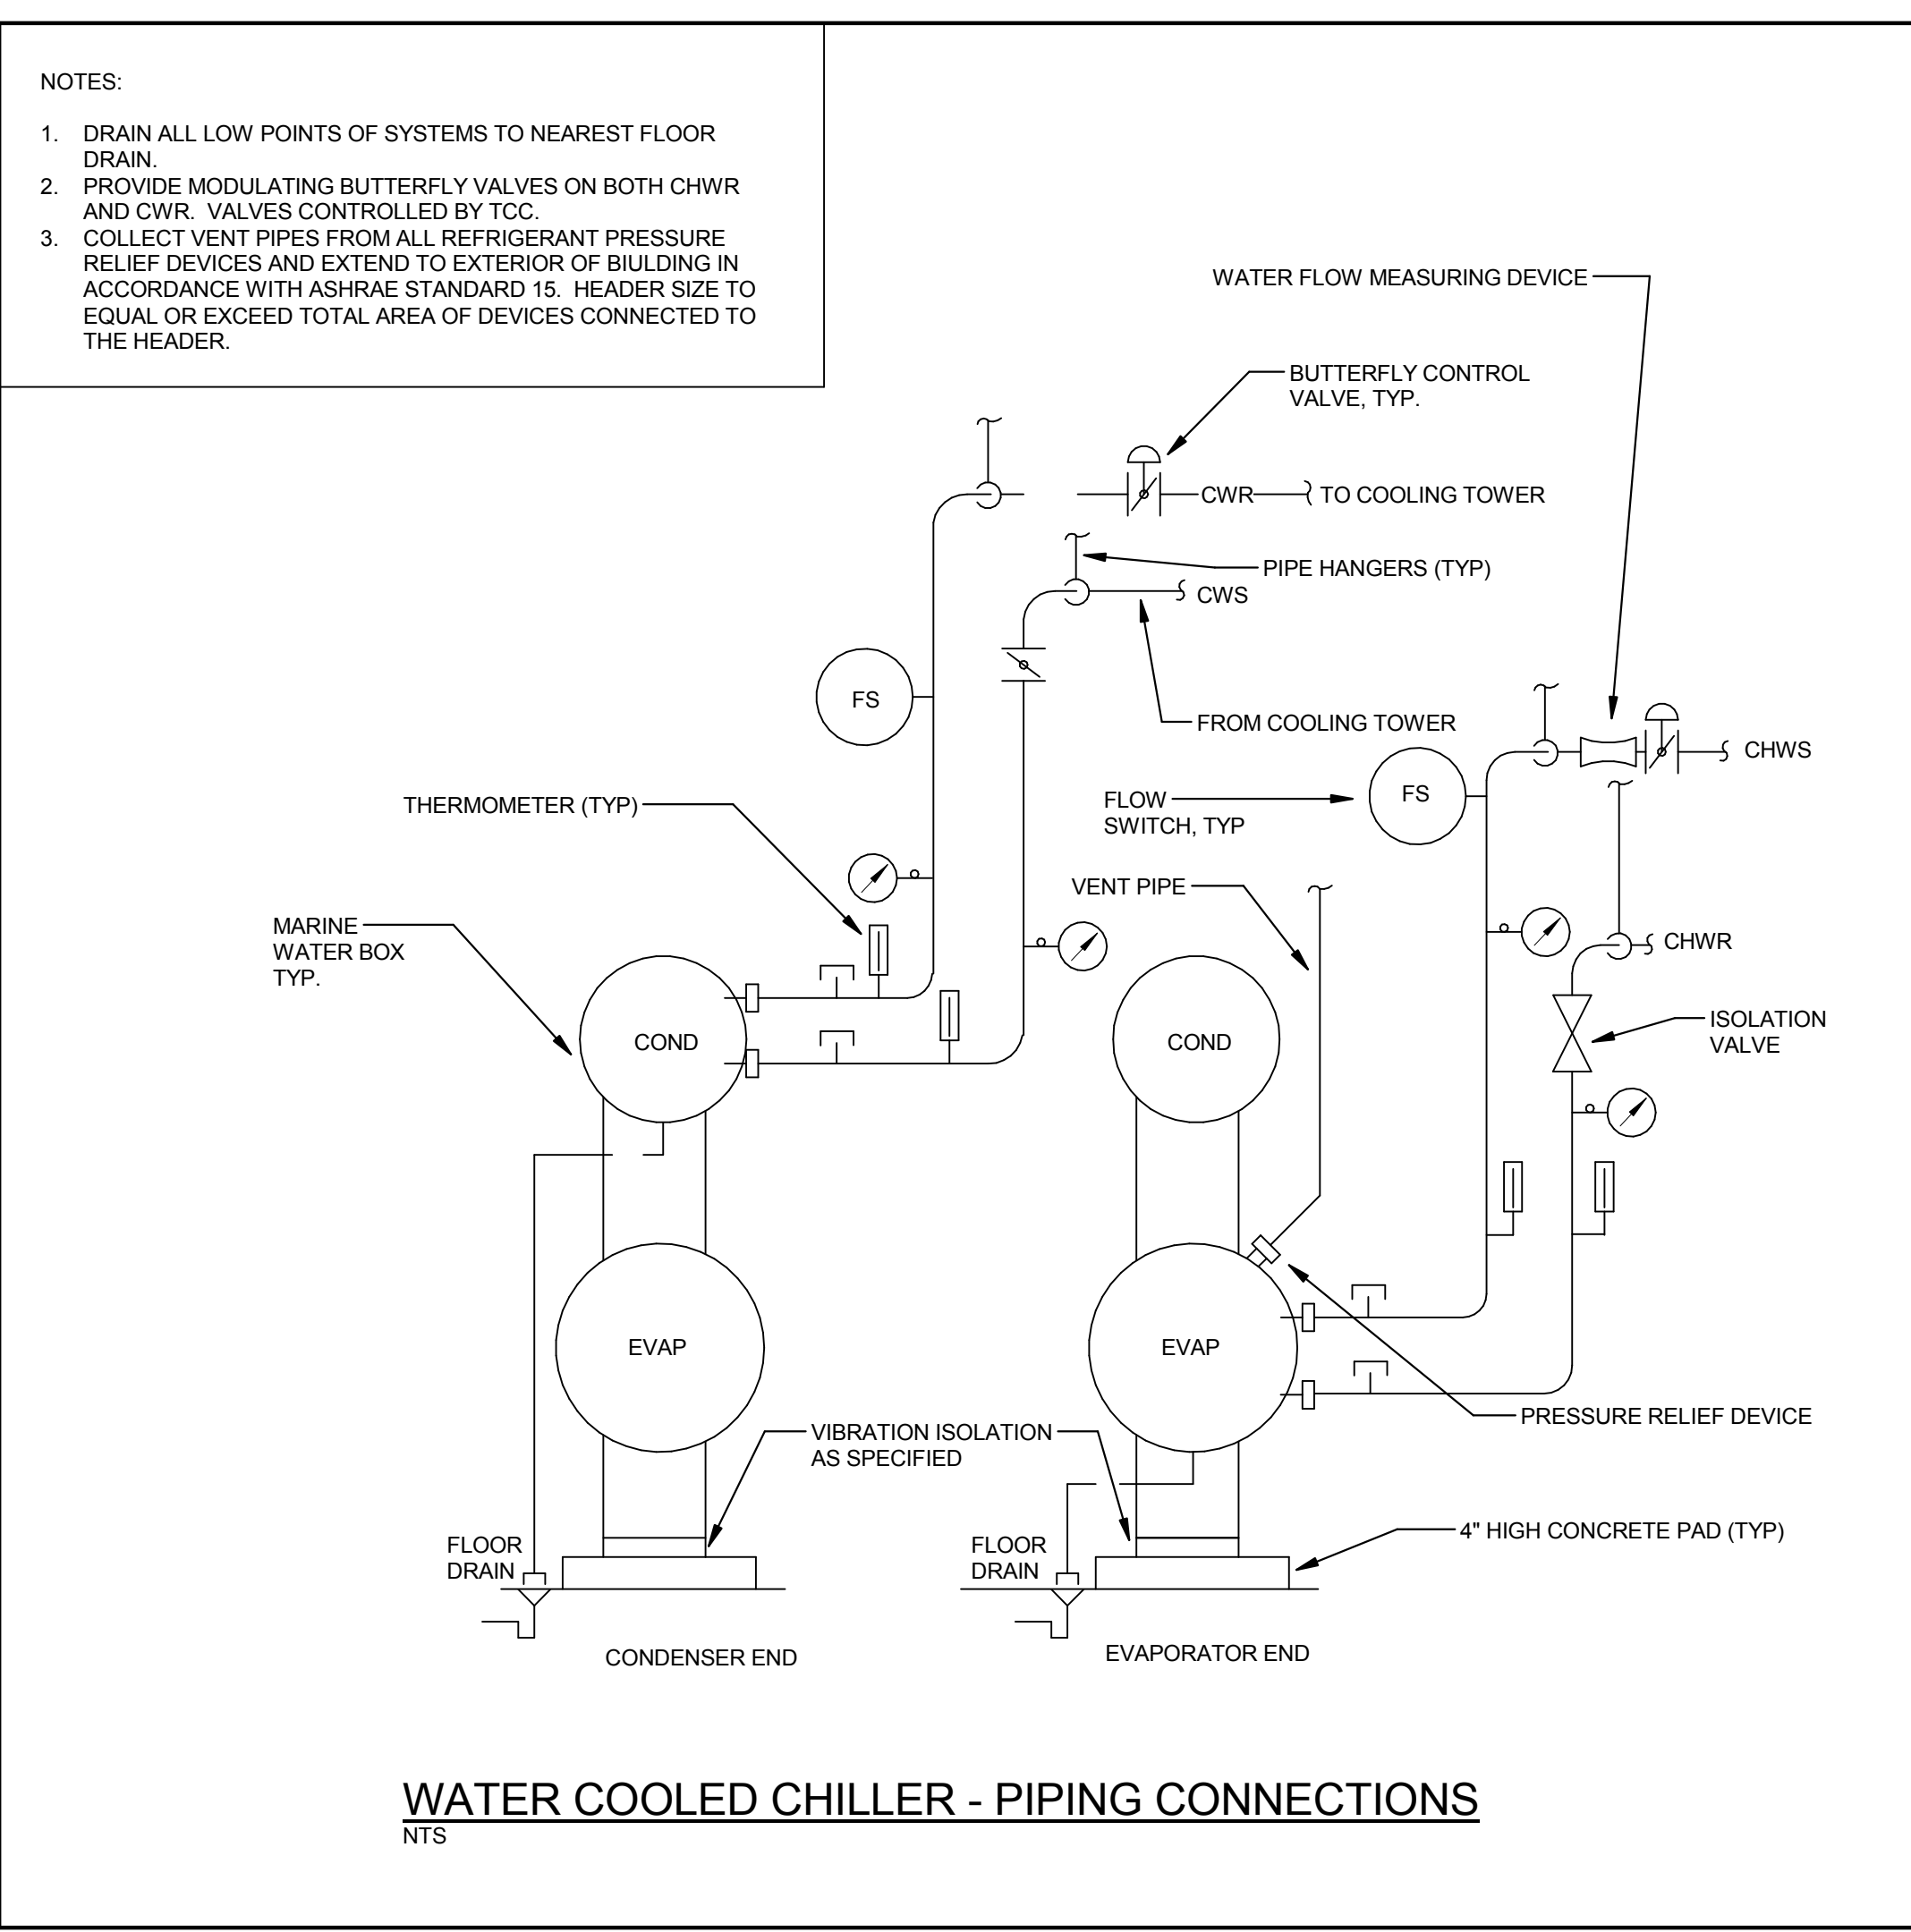 NOTES:
1. DRAIN ALL LOW POINTS OF SYSTEMS TO NEAREST FLOOR
DRAIN.
2. PROVIDE MODULATING BUTTERFLY VALVES ON BOTH CHWR
AND CWR. VALVES CONTROLLED BY TCC.
3. COLLECT VENT PIPES FROM ALL REFRIGERANT PRESSURE
RELIEF DEVICES AND EXTEND TO EXTERIOR OF BIULDING IN
ACCORDANCE WITH ASHRAE STANDARD 15. HEADER SIZE TO
EQUAL OR EXCEED TOTAL AREA OF DEVICES CONNECTED TO
THE HEADER.
WATER FLOW MEASURING DEVICE
BUTTERFLY CONTROL
VALVE, TYP.
CWR
TO COOLING TOWER
PIPE HANGERS (TYP)
CWS
FS
FROM COOLING TOWER
CHWS
THERMOMETER (TYP)
FLOW
SWITCH, TYP
FS
VENT PIPE
MARINE
WATER BOX
TYP.
CHWR
COND
COND
ISOLATION
VALVE
EVAP
EVAP
PRESSURE RELIEF DEVICE
VIBRATION ISOLATION
AS SPECIFIED
FLOOR
DRAIN
FLOOR
DRAIN
4" HIGH CONCRETE PAD (TYP)
CONDENSER END
EVAPORATOR END
WATER COOLED CHILLER - PIPING CONNECTIONS
NTS